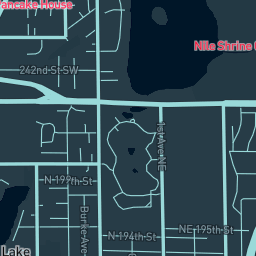 Pancake House
Nile Shrine
242nd St SW
1st Ave NE
N 199th St
Burke Ave
N 194th St
NE 195th St
Lake